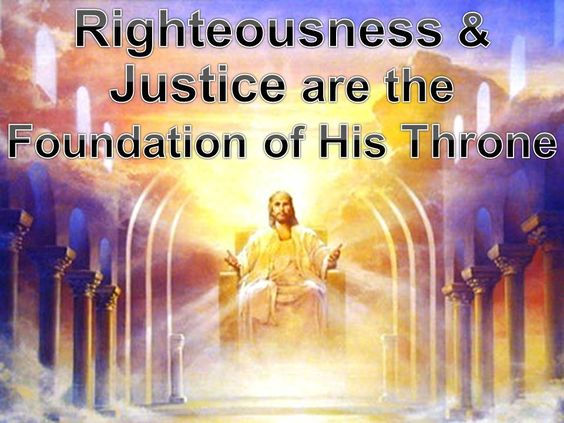 Righteousness &
Justice are the
Foundation of His Throne